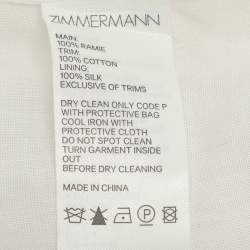 ZIMMERMANN
MAIN:
100% RAMIE
TRIM:
100% COTTON
LINING:
100% SILK
EXCLUSIVE OF TRIMS
DRY CLEAN ONLY CODE P
WITH PROTECTIVE BAG
COOL IRON WITH
PROTECTIVE CLOTH
DO NOT SPOT CLEAN
TURN GARMENT INSIDE
OUT
BEFORE DRY CLEANING
MADE IN CHINA
P